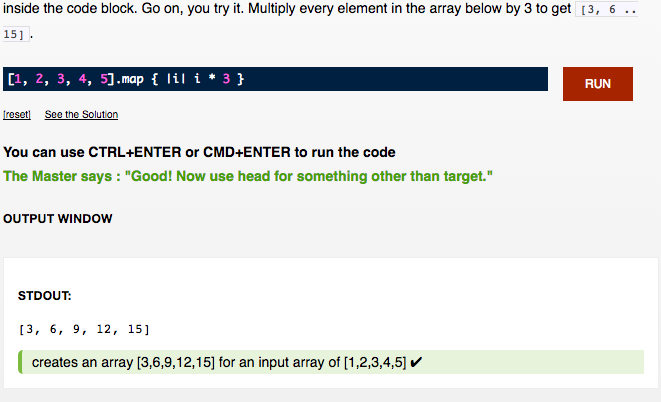 inside the code block. Go on, you try it. Multiply every element in the array below by 3 to get [3, 6 ..
15] .
[1, 2, 3, 4, 5].map { |i| i * 3 }
RUN
[reset] See the Solution
You can use CTRL+ENTER or CMD+ENTER to run the code
The Master says : "Good! Now use head for something other than target."
OUTPUT WINDOW
STDOUT:
[3, 6, 9, 12, 15]
creates an array [3,6,9,12,15] for an input array of [1,2,3,4,5] ✔